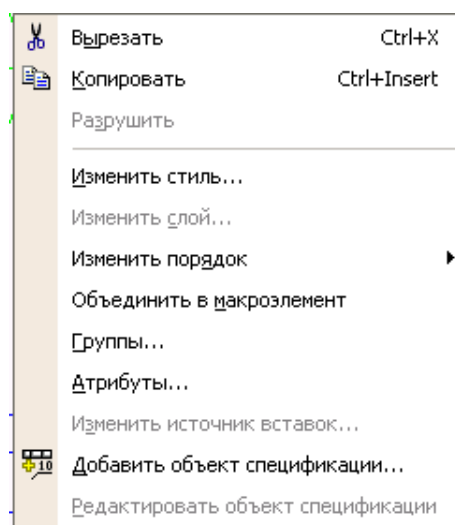 Вырезать Ctrl+X
Копировать Ctrl+Insert
Разрушить
Изменить стиль...
Изменить слой...
Изменить порядок
Объединить в макроэлемент
Группы...
Атрибуты...
Изменить источник вставок...
Добавить объект спецификации...
Редактировать объект спецификации